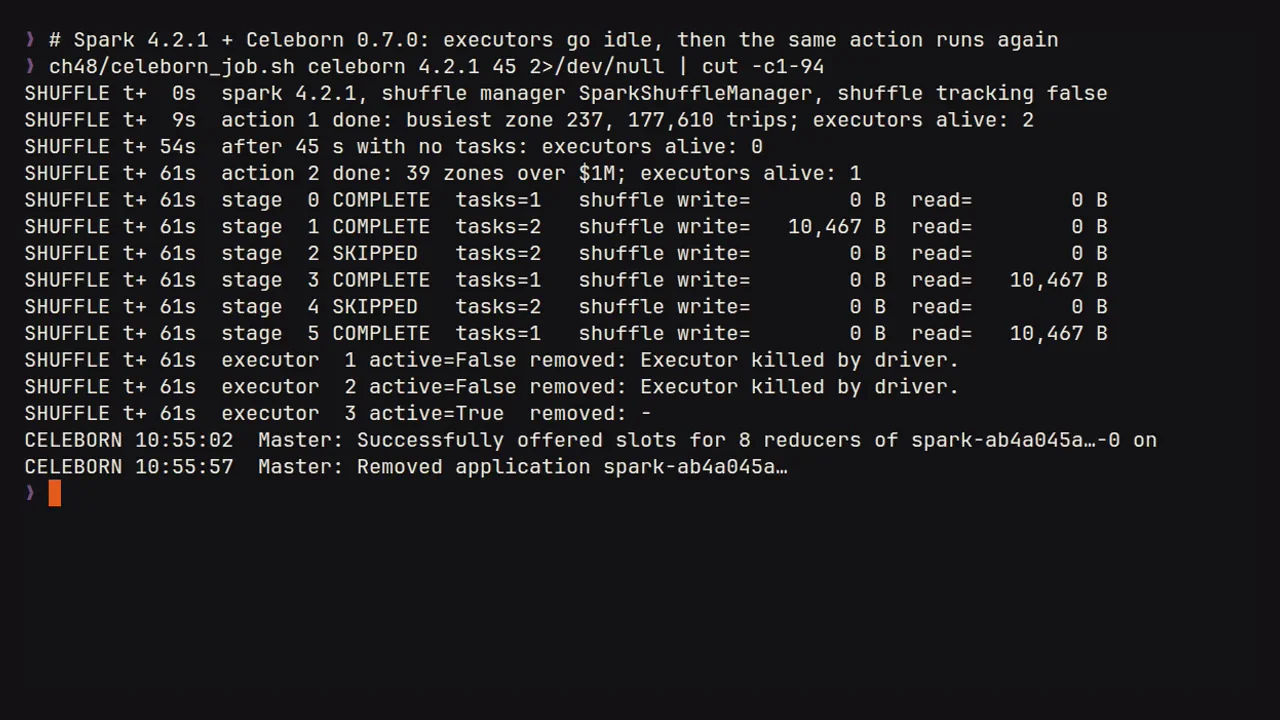 ❯ # Spark 4.2.1 + Celeborn 0.7.0: executors go idle, then the same action runs again
❯ ch48/celeborn_job.sh celeborn 4.2.1 45 2>/dev/null | cut -c1-94
SHUFFLE t+  0s  spark 4.2.1, shuffle manager SparkShuffleManager, shuffle tracking false
SHUFFLE t+  9s  action 1 done: busiest zone 237, 177,610 trips; executors alive: 2
SHUFFLE t+ 54s  after 45 s with no tasks: executors alive: 0
SHUFFLE t+ 61s  action 2 done: 39 zones over $1M; executors alive: 1
SHUFFLE t+ 61s  stage  0 COMPLETE  tasks=1   shuffle write=        0 B  read=        0 B
SHUFFLE t+ 61s  stage  1 COMPLETE  tasks=2   shuffle write=   10,467 B  read=        0 B
SHUFFLE t+ 61s  stage  2 SKIPPED   tasks=2   shuffle write=        0 B  read=        0 B
SHUFFLE t+ 61s  stage  3 COMPLETE  tasks=1   shuffle write=        0 B  read=   10,467 B
SHUFFLE t+ 61s  stage  4 SKIPPED   tasks=2   shuffle write=        0 B  read=        0 B
SHUFFLE t+ 61s  stage  5 COMPLETE  tasks=1   shuffle write=        0 B  read=   10,467 B
SHUFFLE t+ 61s  executor  1 active=False removed: Executor killed by driver.
SHUFFLE t+ 61s  executor  2 active=False removed: Executor killed by driver.
SHUFFLE t+ 61s  executor  3 active=True  removed: -
CELEBORN 10:55:02  Master: Successfully offered slots for 8 reducers of spark-ab4a045a…-0 on
CELEBORN 10:55:57  Master: Removed application spark-ab4a045a…
❯